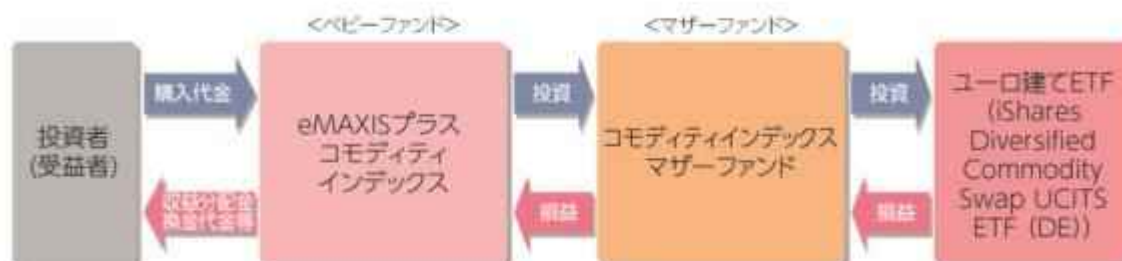 <ベビーファンド>
<マザーファンド>
投資者
(受益者)
購入代金
収益分配金
換金代金等
eMAXISプラス
コモディティ
インデックス
投資
損益
コモディティインデックス
マザーファンド
投資
損益
ユーロ建てETF
(iShares
Diversified
Commodity
Swap UCITS
ETF (DE))